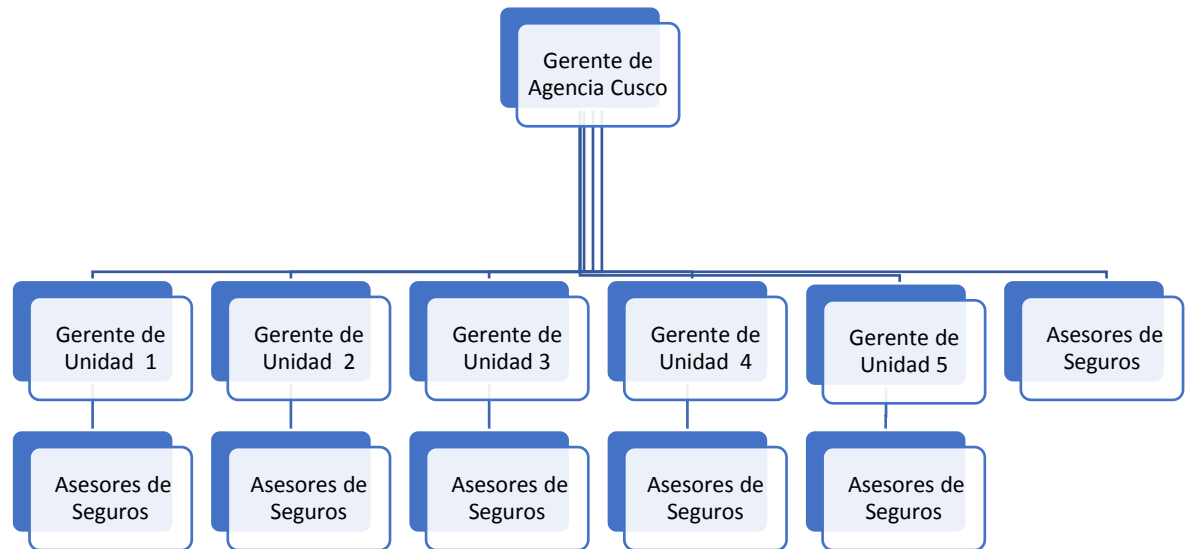 Gerente de
Agencia Cusco
Gerente de
Unidad 1
Gerente de
Unidad 2
Gerente de
Unidad 3
Gerente de
Unidad 4
Gerente de
Unidad 5
Asesores de
Seguros
Asesores de
Seguros
Asesores de
Seguros
Asesores de
Seguros
Asesores de
Seguros
Asesores de
Seguros